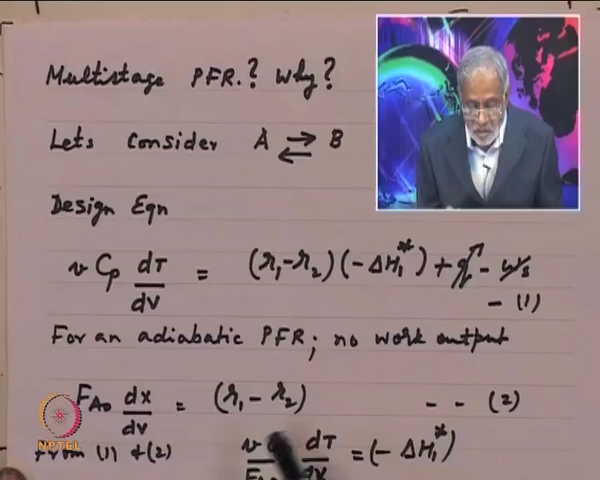 Multistage PFR.? Why?
Lets Consider A ⇌ B
Design Eqn
v Cp dT/dV = (r1-r2)(-ΔH1*) + q - Ws
- (1)
For an adiabatic PFR; no work output
FA0 dx/dv = (r1 - r2) - - (2)
NPTEL
From (1) &(2) v dT/dx = (-ΔH1*)